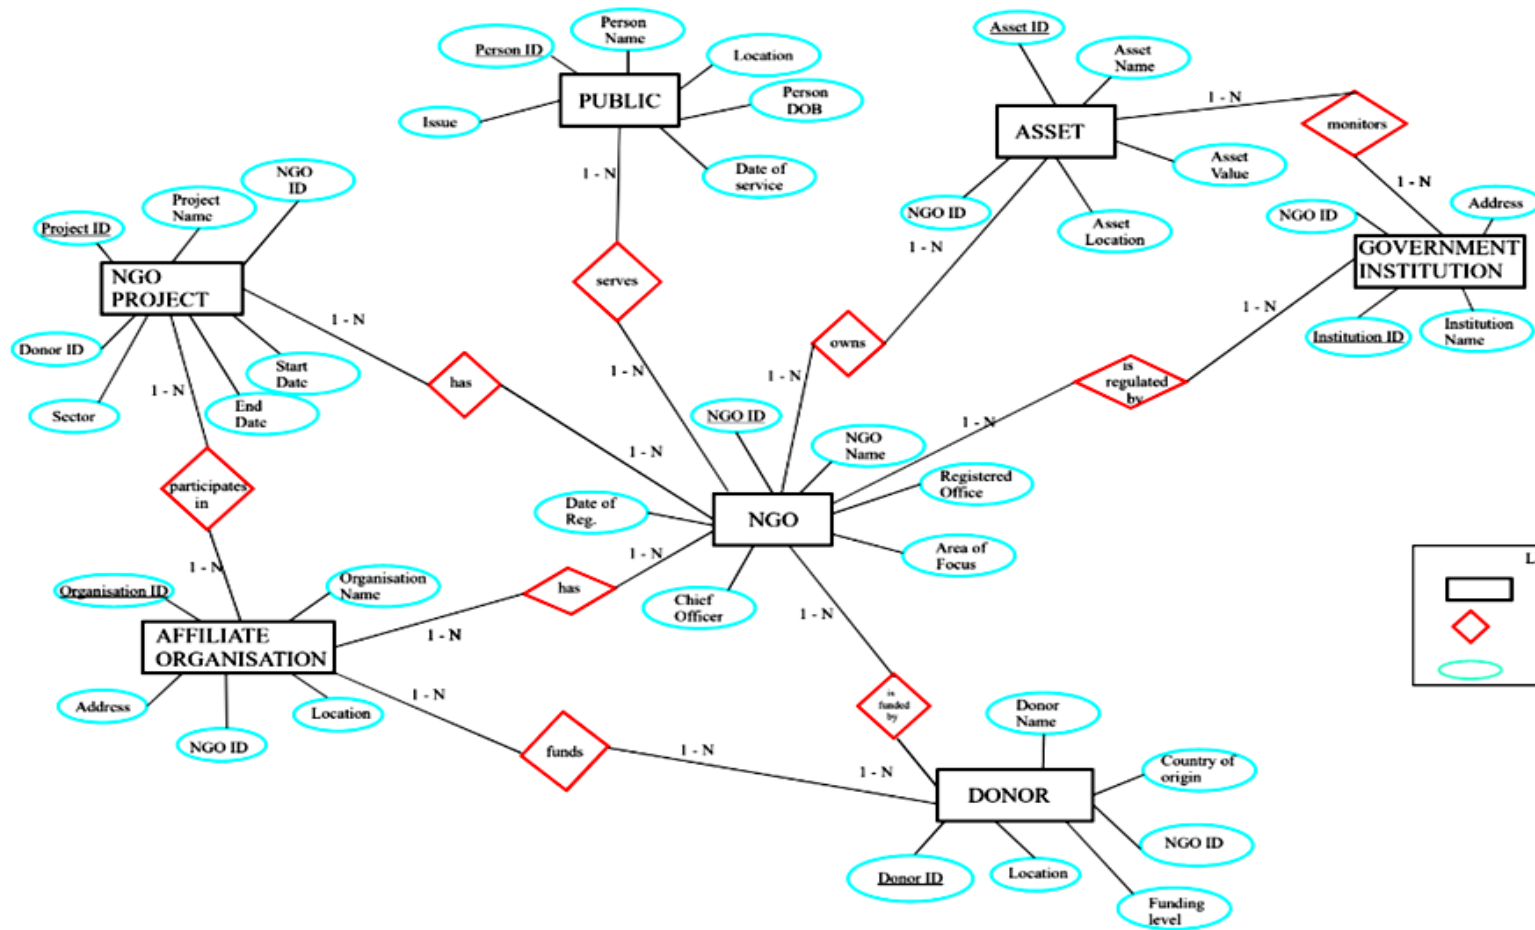 Person ID
Person
Name
Location
Person
DOB
Issue
PUBLIC
Date of
service
1 - N
Asset ID
Asset
Name
1 - N
monitors
ASSET
Asset
Value
NGO ID
Asset
Location
1 - N
1 - N
NGO ID
Address
GOVERNMENT
INSTITUTION
Institution ID
Institution
Name
1 - N
NGO
ID
Project
Name
Project ID
NGO
PROJECT
Donor ID
Start
Date
End
Date
Sector
1 - N
1 - N
has
1 - N
serves
1 - N
owns
1 - N
is
regulated
by
1 - N
participates
in
1 - N
NGO ID
NGO
Name
Registered
Office
Date of
Reg.
NGO
Area of
Focus
Chief
Officer
1 - N
has
1 - N
Organisation ID
Organisation
Name
AFFILIATE
ORGANISATION
Address
NGO ID
Location
1 - N
funds
1 - N
1 - N
is
funded
by
1 - N
Donor
Name
Country of
origin
DONOR
NGO ID
Donor ID
Location
Funding
level
L